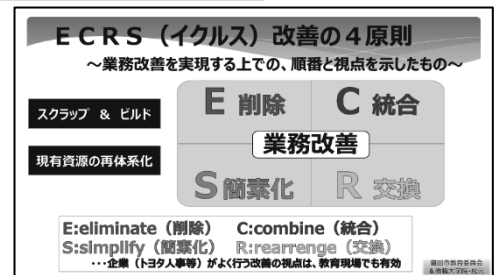 ECRS(イクルス)改善の4原則
~業務改善を実現する上での、順番と視点を示したもの~
スクラップ & ビルド
現有資源の再体系化
E 削除
C 統合
業務改善
S 簡素化
R 交換
E:eliminate(削除) C:combine(統合)
S:simplify(簡素化) R:rearrenge(交換)
・・・企業(トヨタ人事等)がよく行う改善の視点は、教育現場でも有効